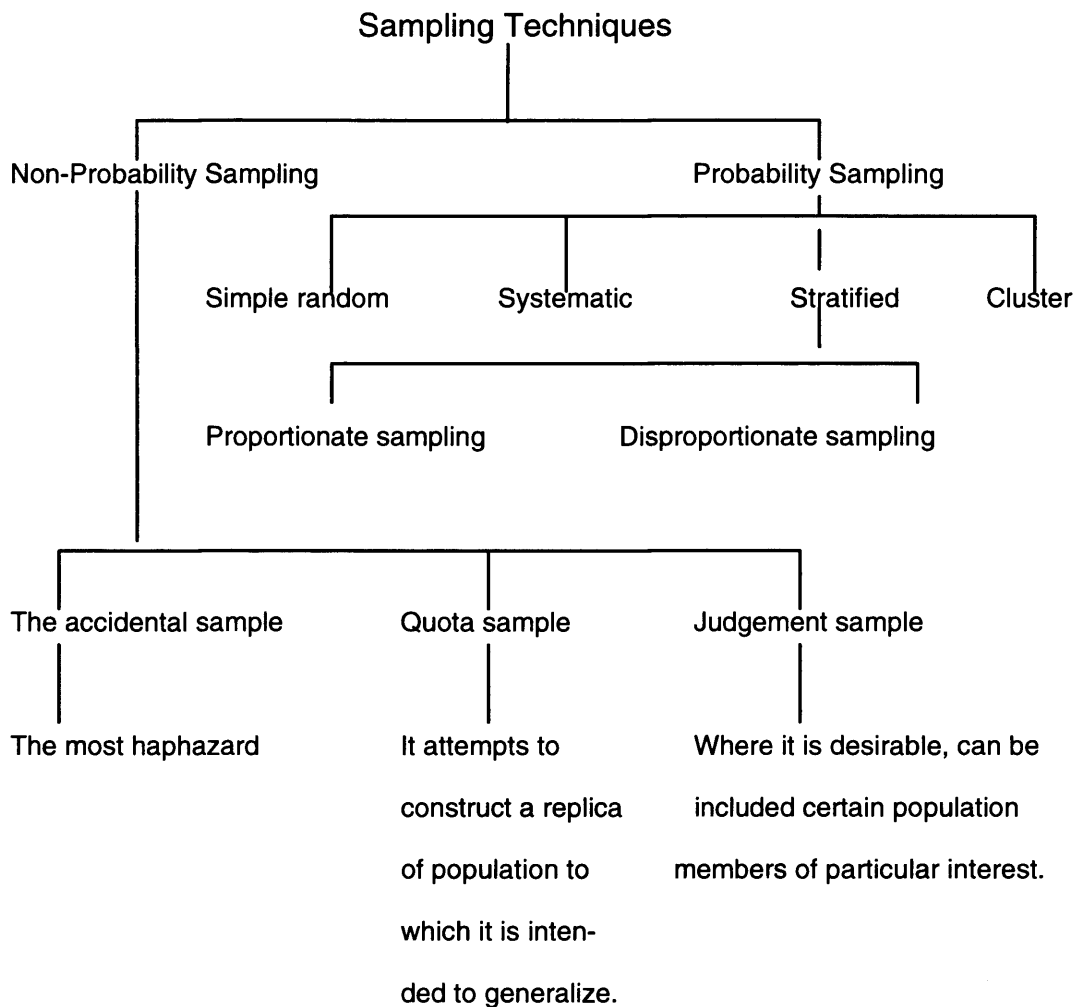 Sampling Techniques
Non-Probability Sampling
Probability Sampling
Simple random
Systematic
Stratified
Cluster
Proportionate sampling
Disproportionate sampling
The accidental sample
Quota sample
Judgement sample
The most haphazard
It attempts to
construct a replica
of population to
which it is inten-
ded to generalize.
Where it is desirable, can be
included certain population
members of particular interest.